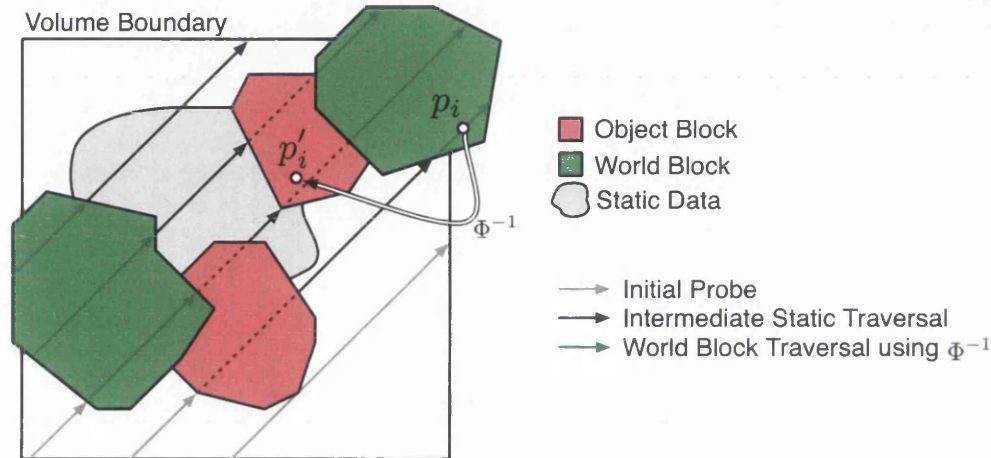 Volume Boundary
p_i
p'_i
Φ⁻¹
Object Block
World Block
Static Data
Initial Probe
Intermediate Static Traversal
World Block Traversal using Φ⁻¹